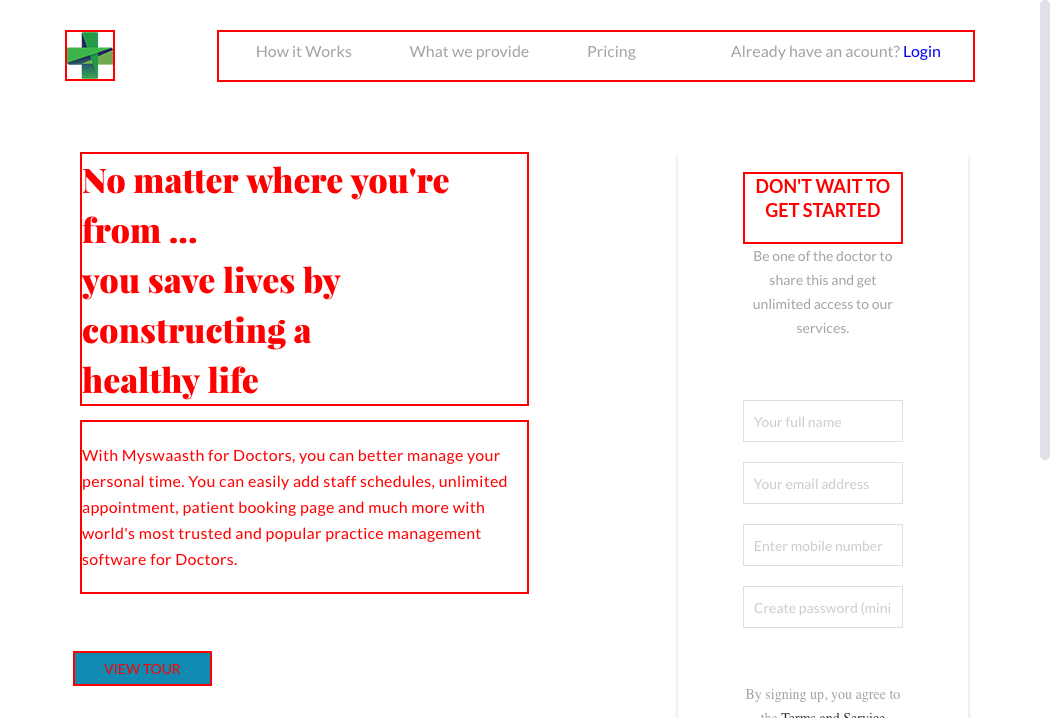 How it Works What we provide Pricing Already have an acount? Login
No matter where you're
from ...
you save lives by
constructing a
healthy life
With Myswaasth for Doctors, you can better manage your
personal time. You can easily add staff schedules, unlimited
appointment, patient booking page and much more with
world's most trusted and popular practice management
software for Doctors.
VIEW TOUR
DON'T WAIT TO
GET STARTED
Be one of the doctor to
share this and get
unlimited access to our
services.
Your full name
Your email address
Enter mobile number
Create password (mini
By signing up, you agree to
the Terms and Service